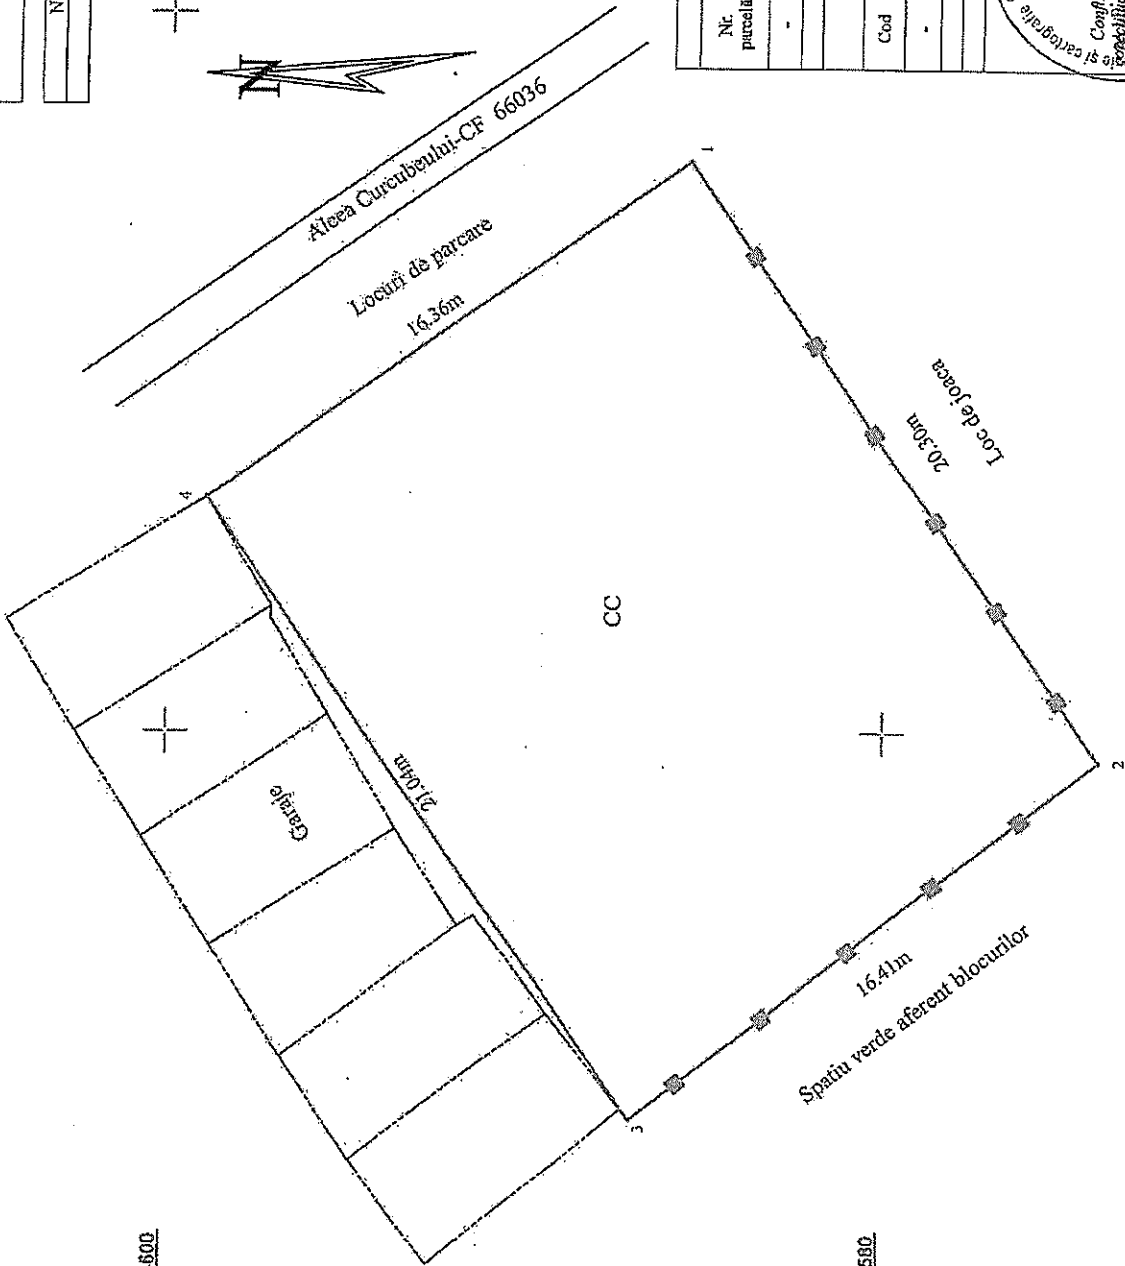 N
N
Nr.
parcelă
-
Cod
-
Aleea Curcubeului-CF 66036
Locuri de parcare
16.36m
1
4
Loc de joaca
20.30m
CC
Garaje
21.04m
2
3
16.41m
Spatiu verde aferent blocurilor
600
580